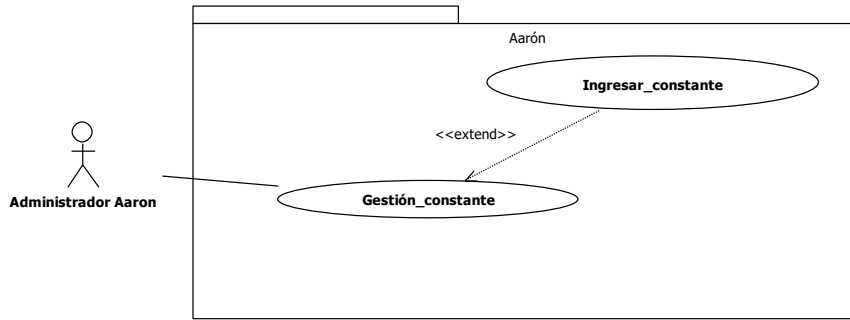 Aarón
Ingresar_constante
<<extend>>
Gestión_constante
Administrador Aaron